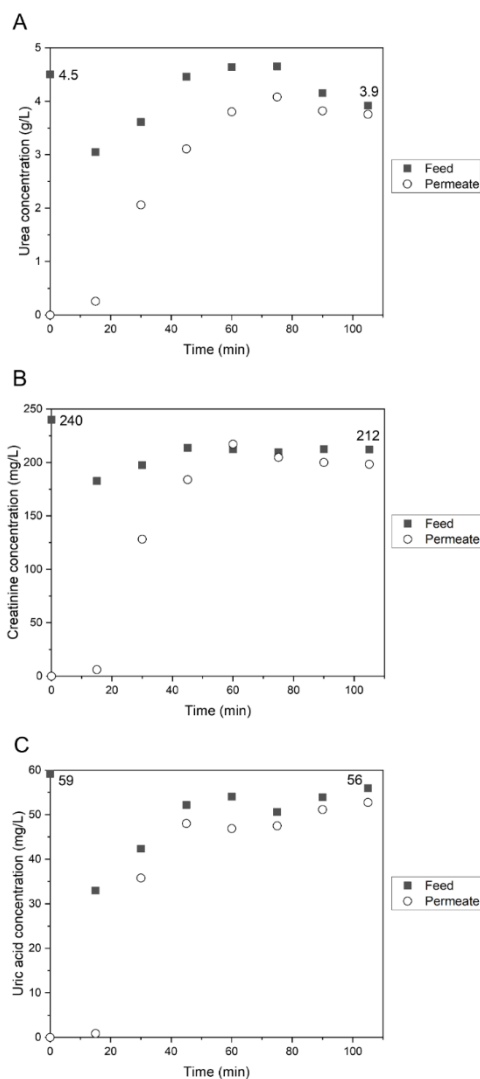 A
5
4
3
2
1
0
4.5
3.9
Urea concentration (g/L)
0 20 40 60 80 100
Time (min)
Feed
Permeate
B
250
200
150
100
50
0
240
212
Creatinine concentration (mg/L)
0 20 40 60 80 100
Time (min)
Feed
Permeate
C
60
50
40
30
20
10
0
59
56
Uric acid concentration (mg/L)
0 20 40 60 80 100
Time (min)
Feed
Permeate